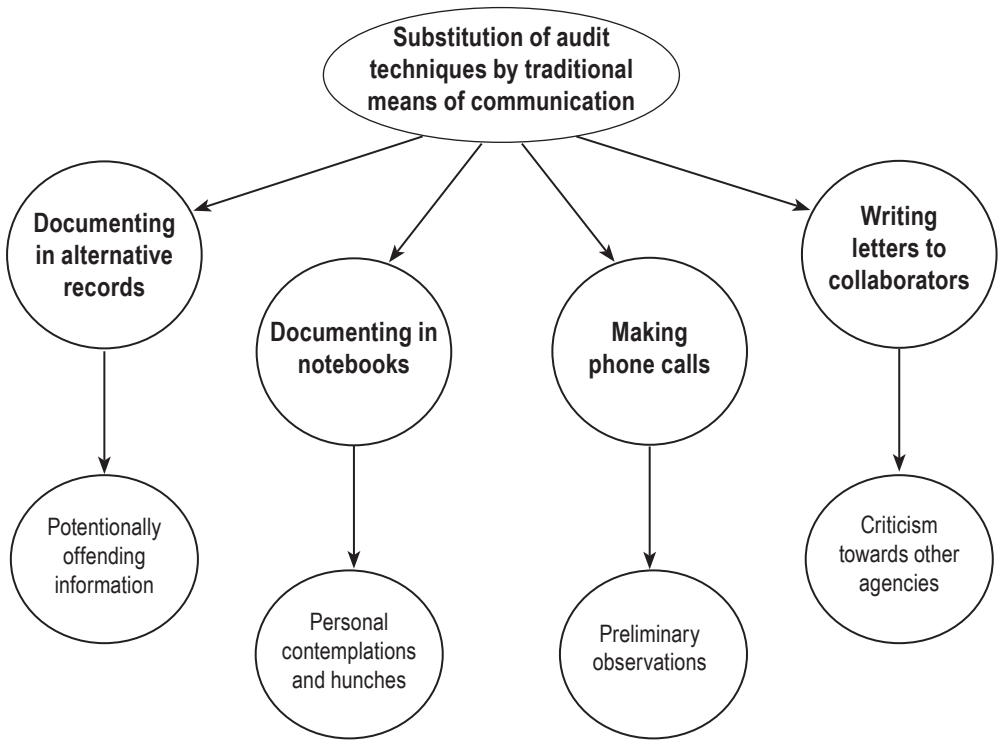 Substitution of audit
techniques by traditional
means of communication
Documenting
in alternative
records
Documenting in
notebooks
Making
phone calls
Writing
letters to
collaborators
Potentially
offending
information
Personal
contemplations
and hunches
Preliminary
observations
Criticism
towards other
agencies